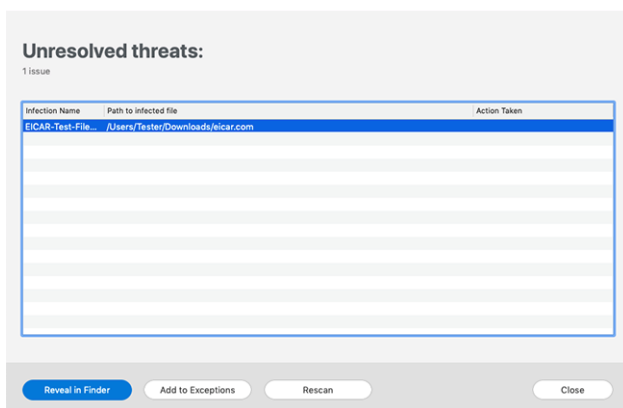 Unresolved threats:
1 issue
Infection Name Path to infected file Action Taken
EICAR-Test-File... /Users/Tester/Downloads/eicar.com
Reveal in Finder Add to Exceptions Rescan Close